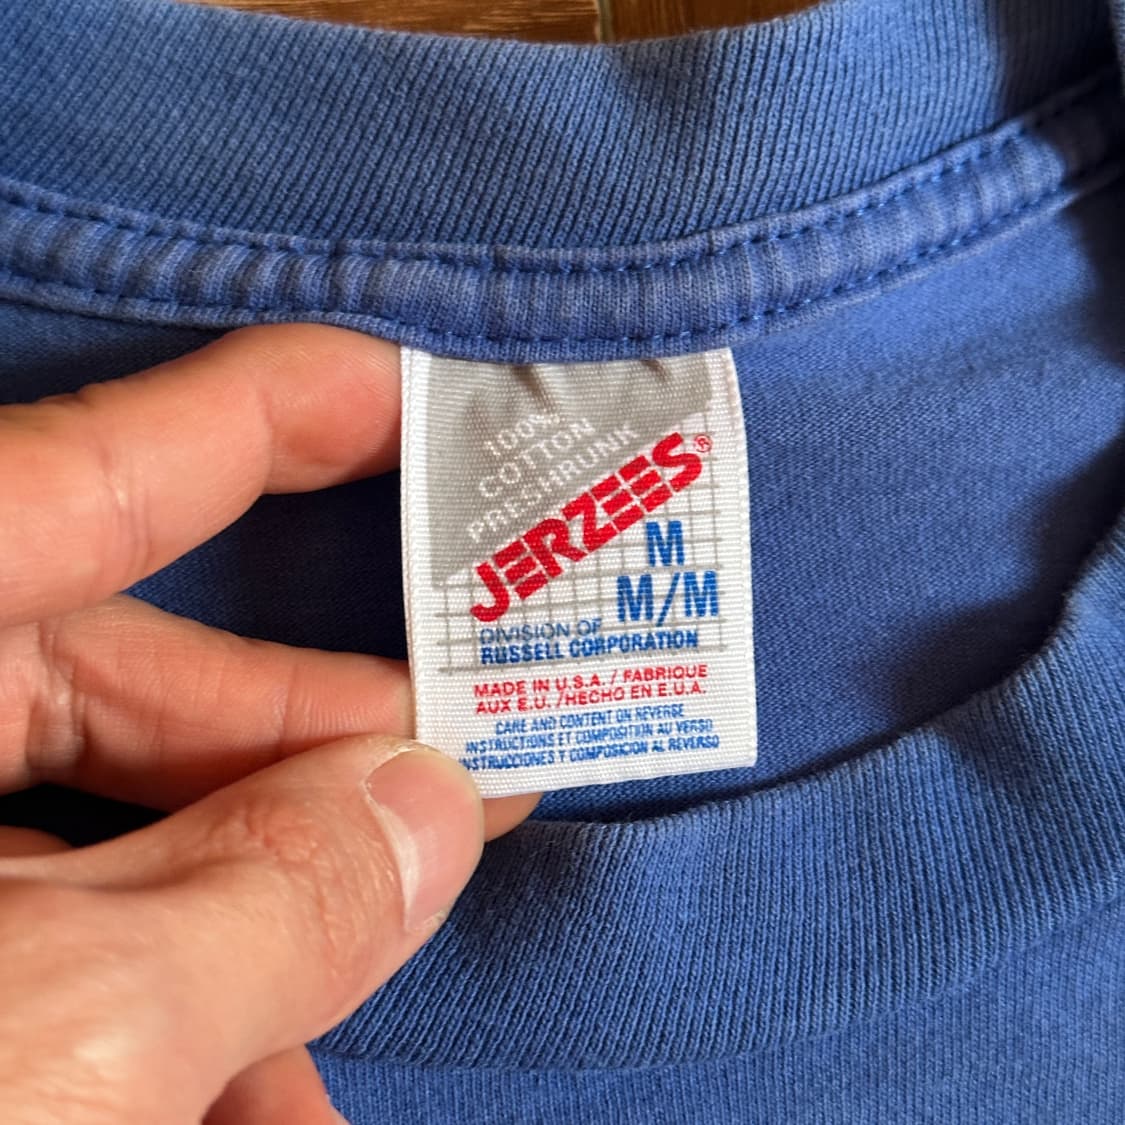 100%
COTTON
PRESHRUNK
JERZEES®
M
M/M
DIVISION OF
RUSSELL CORPORATION
MADE IN U.S.A. / FABRIQUE
AUX E.U. /HECHO EN E.U.A.
CARE AND CONTENT ON REVERSE
INSTRUCTIONS ET COMPOSITION AU VERSO
INSTRUCCIONES Y COMPOSICION AL REVERSO